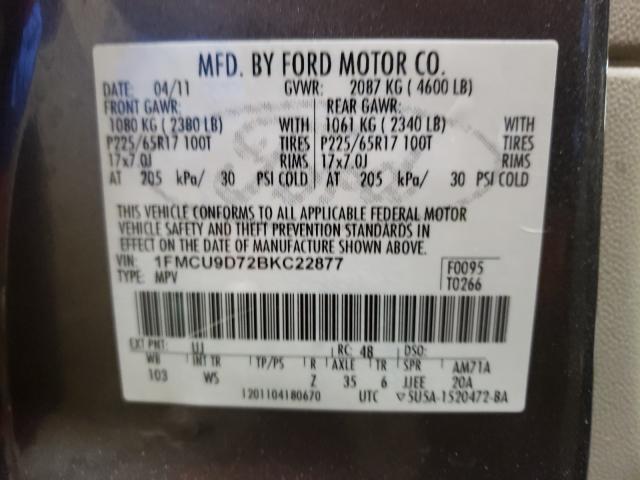 MFD. BY FORD MOTOR CO.
DATE: 04/11 GVWR: 2087 KG ( 4600 LB)
FRONT GAWR: REAR GAWR:
1080 KG ( 2380 LB) WITH 1061 KG ( 2340 LB) WITH
P225/65R17 100T TIRES P225/65R17 100T TIRES
17x7.0J RIMS 17x7.0J RIMS
AT 205 kPa/ 30 PSI COLD AT 205 kPa/ 30 PSI COLD
THIS VEHICLE CONFORMS TO ALL APPLICABLE FEDERAL MOTOR
VEHICLE SAFETY AND THEFT PREVENTION STANDARDS IN
EFFECT ON THE DATE OF MANUFACTURE SHOWN ABOVE.
VIN: 1FMCU9D72BKC22877 F0095
TYPE: MPV T0266
EXT PNT: UJ RC: 48 DSO:
WB INT TR TP/PS R AXLE TR SPR AM71A
103 W5 Z 35 6 JJEE 20A
1201104180670 UTC ▽5U5A-1520472-BA